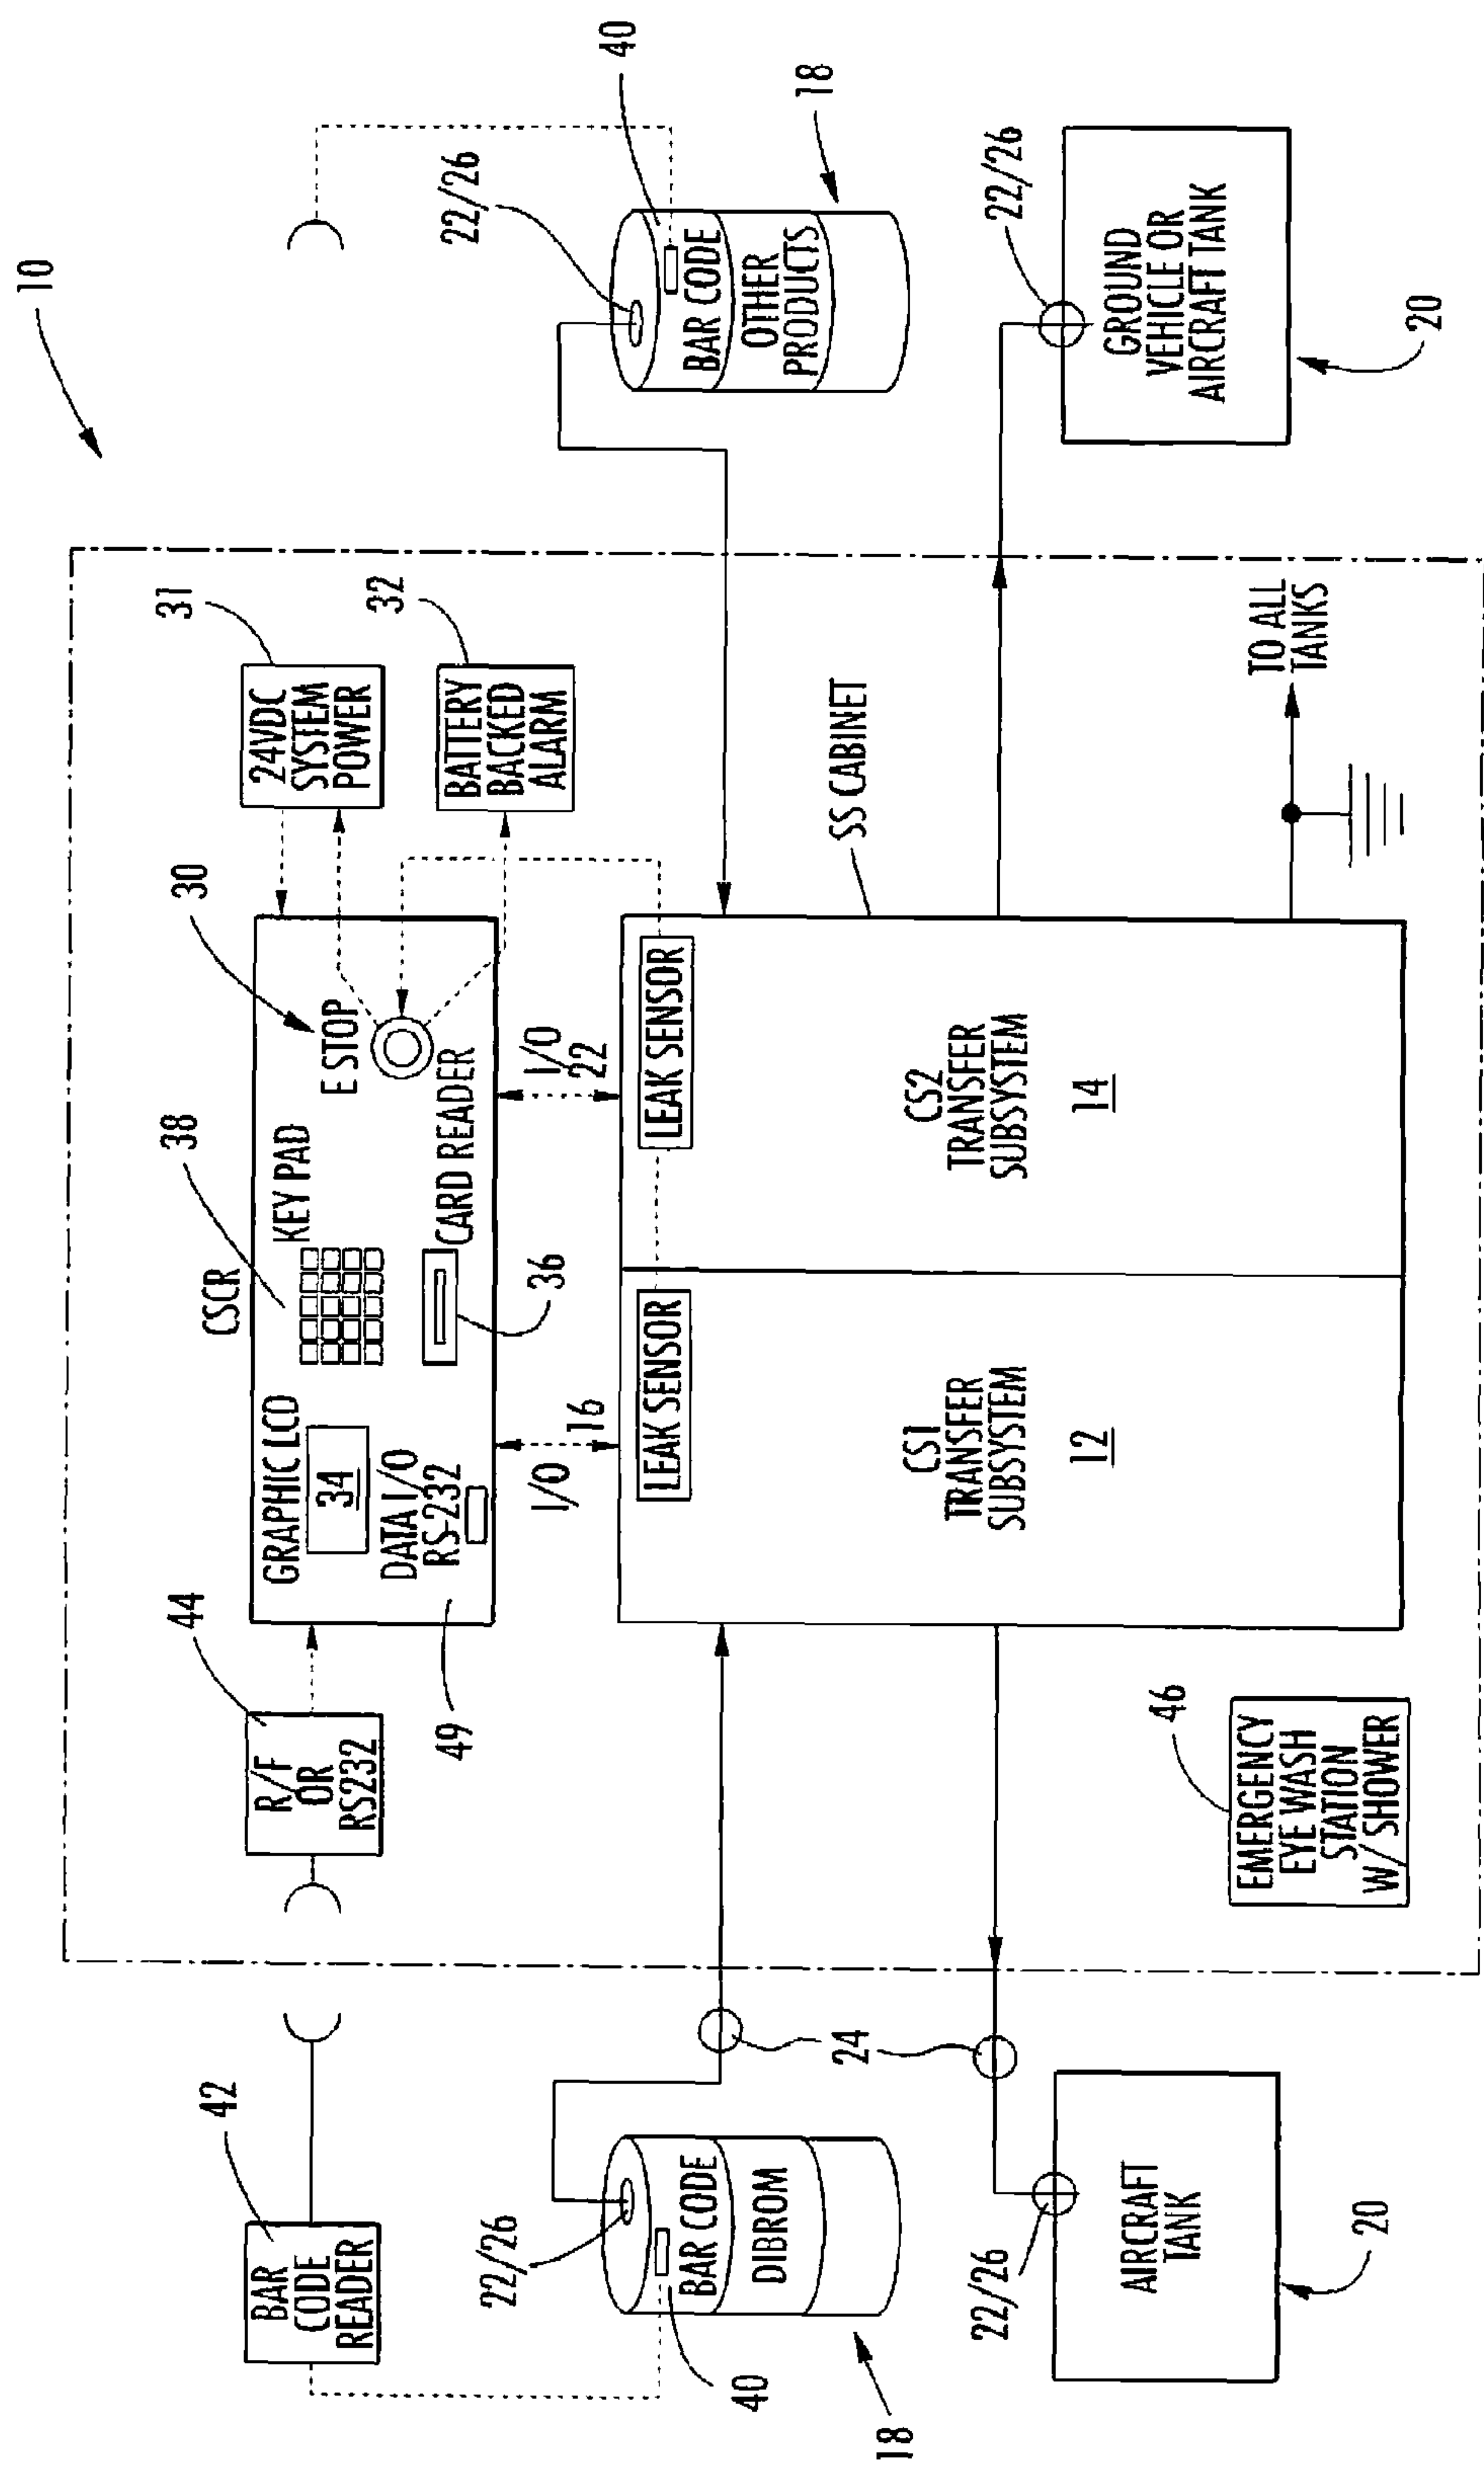 10
42
BAR
CODE
READER
44
R/F
OR
RS232
CSCR
GRAPHIC LCD
34
DATA I/O
RS-232
49
38
KEY PAD
30
E STOP
CARD READER
36
31
24VDC
SYSTEM
POWER
32
BATTERY
BACKED
ALARM
I/O
16
I/O
22
LEAK SENSOR
LEAK SENSOR
CS1
TRANSFER
SUBSYSTEM
12
CS2
TRANSFER
SUBSYSTEM
14
SS CABINET
22/26
BAR CODE
DIBROM
40
18
24
22/26
AIRCRAFT
TANK
20
EMERGENCY
EYE WASH
STATION
W/ SHOWER
46
TO ALL
TANKS
22/26
40
BAR CODE
OTHER
PRODUCTS
18
22/26
GROUND
VEHICLE OR
AIRCRAFT TANK
20